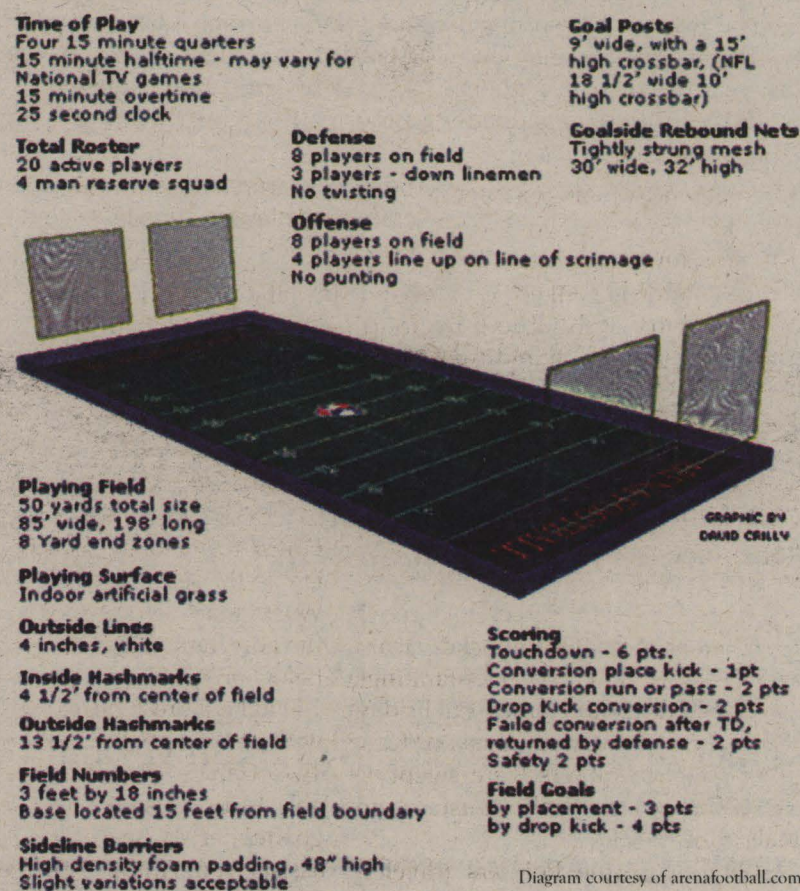 Time of Play
Four 15 minute quarters
15 minute halftime - may vary for
National TV games
15 minute overtime
25 second clock
Total Roster
20 active players
4 man reserve squad
Defense
8 players on field
3 players - down linemen
No twisting
Offense
8 players on field
4 players line up on line of scrimage
No punting
Goal Posts
9' wide, with a 15'
high crossbar, (NFL
18 1/2' wide 10'
high crossbar)
Goalside Rebound Nets
Tightly strung mesh
30' wide, 32' high
Playing Field
50 yards total size
85' wide, 198' long
8 Yard end zones
Playing Surface
Indoor artificial grass
Outside Lines
4 inches, white
Inside Hashmarks
4 1/2' from center of field
Outside Hashmarks
13 1/2' from center of field
Field Numbers
3 feet by 18 inches
Base located 15 feet from field boundary
Sideline Barriers
High density foam padding, 48" high
Slight variations acceptable
GRAPHIC BY
DAVID CRILLY
Scoring
Touchdown - 6 pts.
Conversion place kick - 1pt
Conversion run or pass - 2 pts
Drop Kick conversion - 2 pts
Failed conversion after TD,
returned by defense - 2 pts
Safety 2 pts
Field Goals
by placement - 3 pts
by drop kick - 4 pts
Diagram courtesy of arenafootball.com